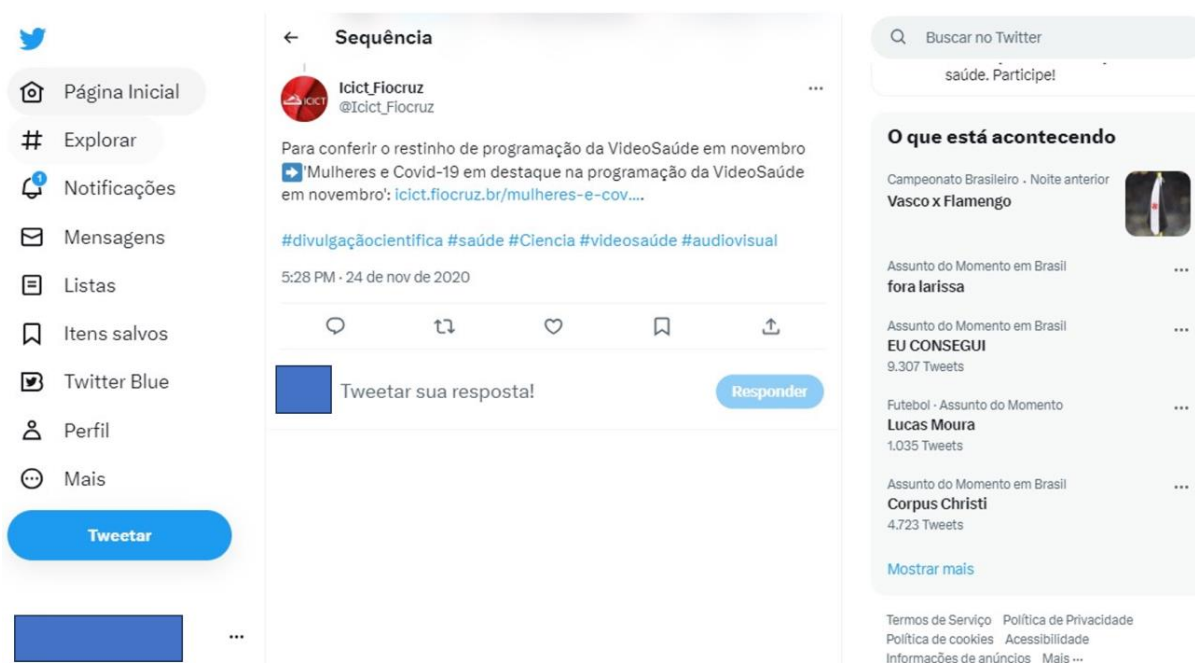 Página Inicial
Explorar
1
Notificações
Mensagens
Listas
Itens salvos
Twitter Blue
Perfil
Mais
Tweetar
Sequência
ICICT
Icict_Fiocruz
@Icict_Fiocruz
Para conferir o restinho de programação da VideoSaúde em novembro
'Mulheres e Covid-19 em destaque na programação da VideoSaúde
em novembro': icict.fiocruz.br/mulheres-e-cov....
#divulgaçãocientifica #saúde #Ciencia #videosaúde #audiovisual
5:28 PM · 24 de nov de 2020
Tweetar sua resposta!
Responder
Buscar no Twitter
saúde. Participe!
O que está acontecendo
Campeonato Brasileiro · Noite anterior
Vasco x Flamengo
Assunto do Momento em Brasil
fora larissa
Assunto do Momento em Brasil
EU CONSEGUI
9.307 Tweets
Futebol · Assunto do Momento
Lucas Moura
1.035 Tweets
Assunto do Momento em Brasil
Corpus Christi
4.723 Tweets
Mostrar mais
Termos de Serviço Política de Privacidade
Política de cookies Acessibilidade
Informações de anúncios Mais ...